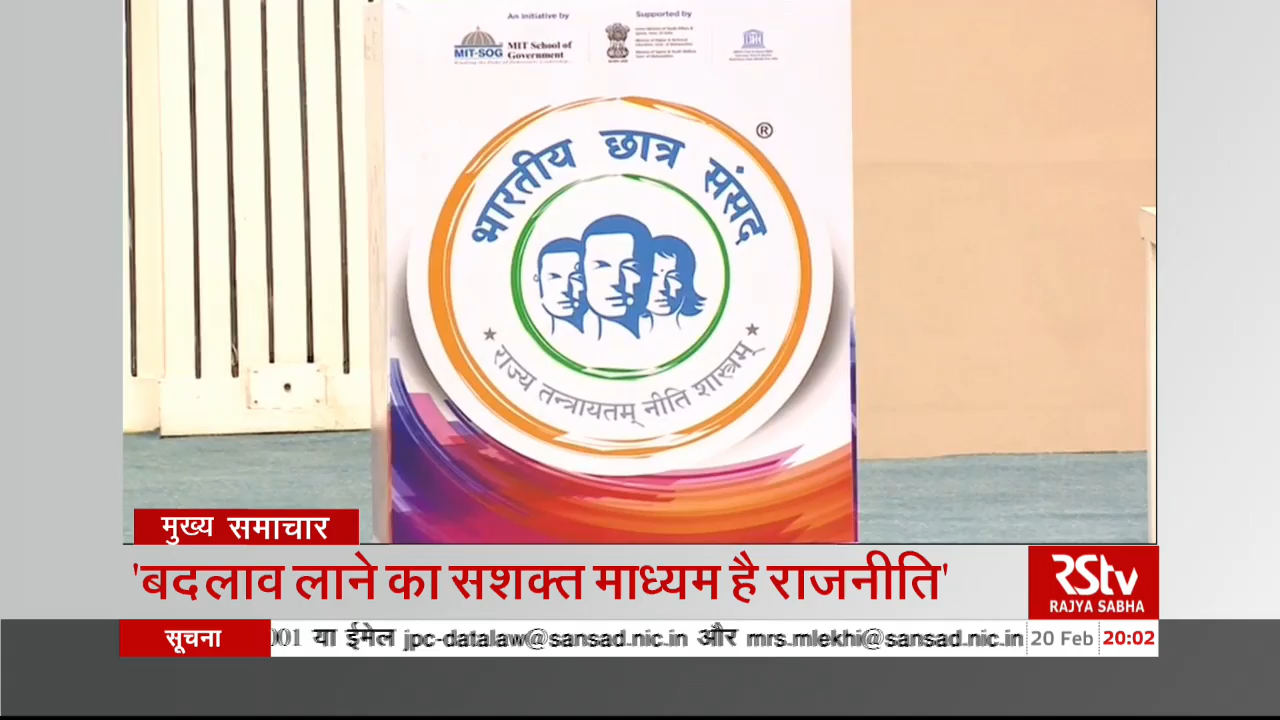 An initiative by
Supported by
MIT-SOG
MIT School of
Government
भारतीय छात्र संसद
®
राज्य तन्त्रायतम् नीति शास्त्रम्
मुख्य समाचार
'बदलाव लाने का सशक्त माध्यम है राजनीति'
RStv
RAJYA SABHA
सूचना
001 या ईमेल jpc-datalaw@sansad.nic.in और mrs.mlekhi@sansad.nic.in
20 Feb
20:02